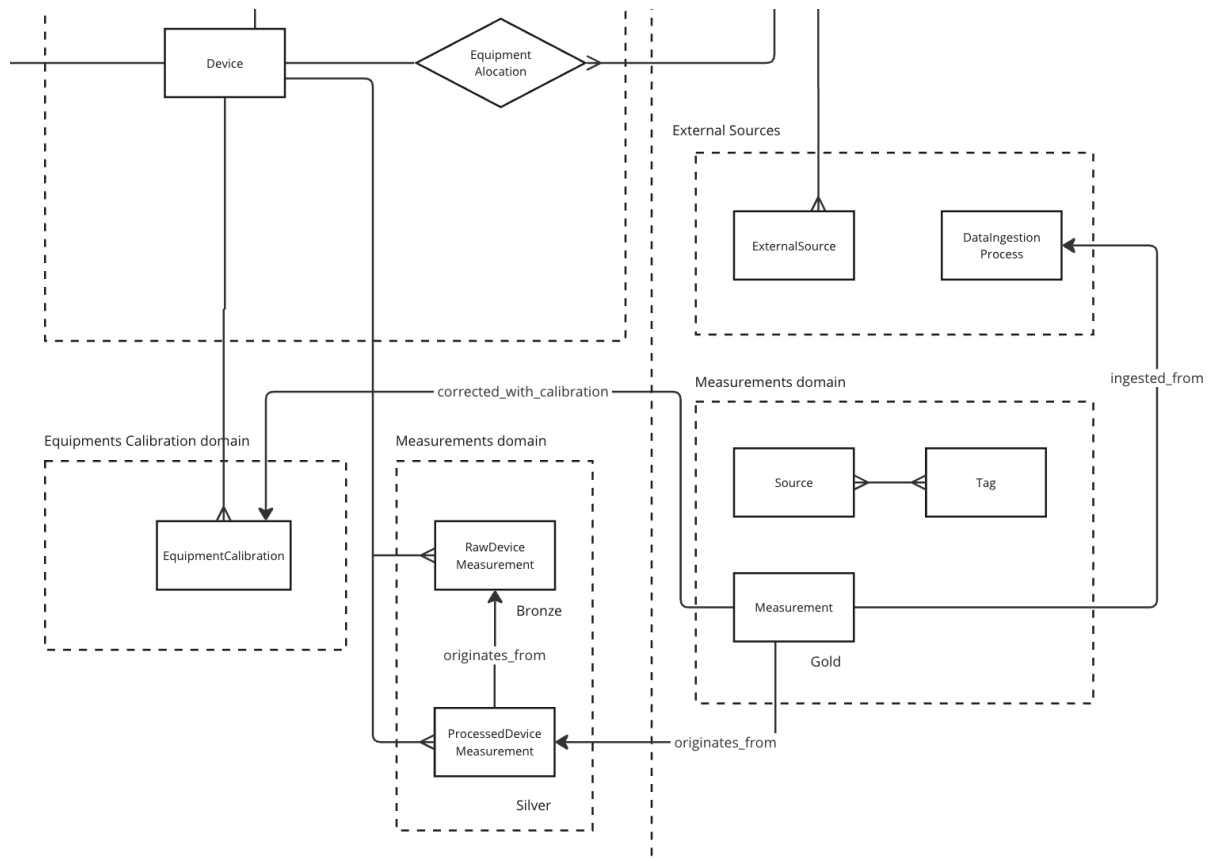 Device
Equipment
Alocation
External Sources
ExternalSource
DataIngestion
Process
ingested_from
corrected_with_calibration
Measurements domain
Equipments Calibration domain
Measurements domain
Source
Tag
EquipmentCalibration
RawDevice
Measurement
Bronze
Measurement
Gold
originates_from
ProcessedDevice
Measurement
originates_from
Silver